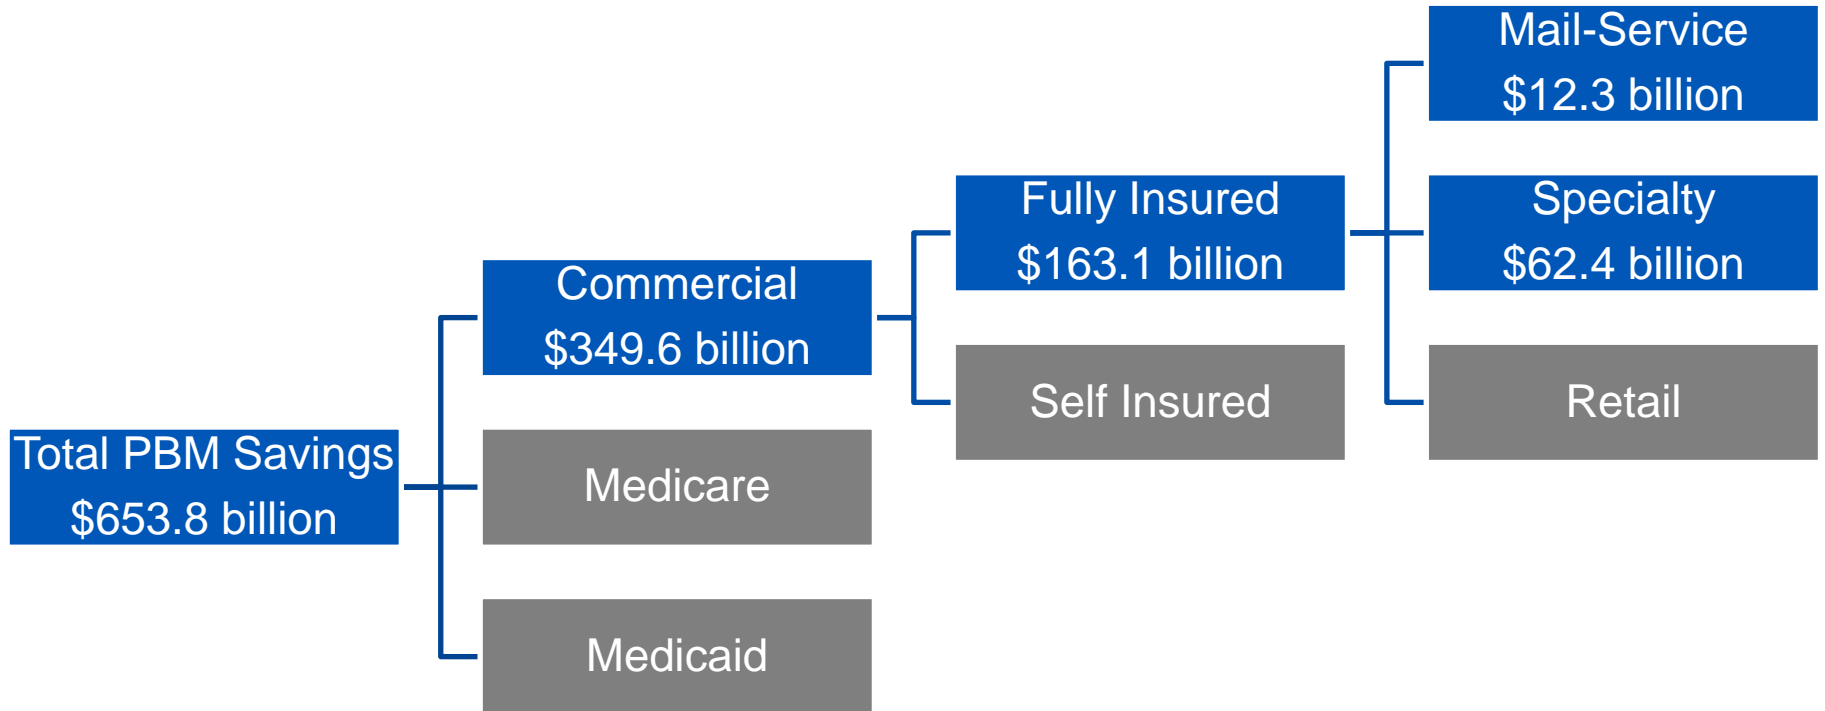 Total PBM Savings
$653.8 billion
Commercial
$349.6 billion
Medicare
Medicaid
Fully Insured
$163.1 billion
Self Insured
Mail-Service
$12.3 billion
Specialty
$62.4 billion
Retail